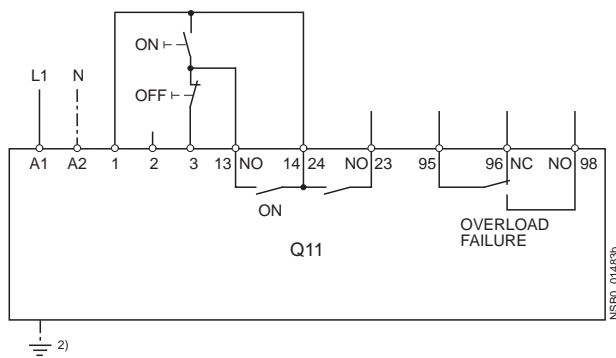 ON
L1 N
OFF
A1 A2 1 2 3 13 NO 14 24 NO 23 95 96 NC NO 98
ON
OVERLOAD
FAILURE
Q11
2)
NSB0_01483b